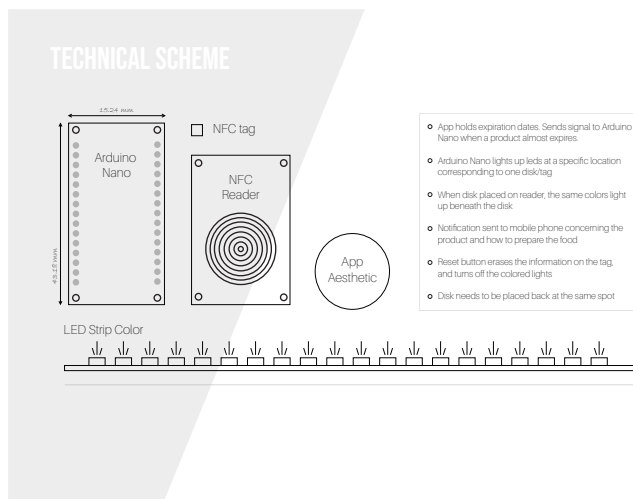 TECHNICAL SCHEME
15.24 mm
43.18 mm
Arduino
Nano
NFC tag
NFC
Reader
App
Aesthetic
App holds expiration dates. Sends signal to Arduino
Nano when a product almost expires.
Arduino Nano lights up leds at a specific location
corresponding to one disk/tag
When disk placed on reader, the same colors light
up beneath the disk
Notification sent to mobile phone concerning the
product and how to prepare the food
Reset button erases the information on the tag,
and turns off the colored lights
Disk needs to be placed back at the same spot
LED Strip Color